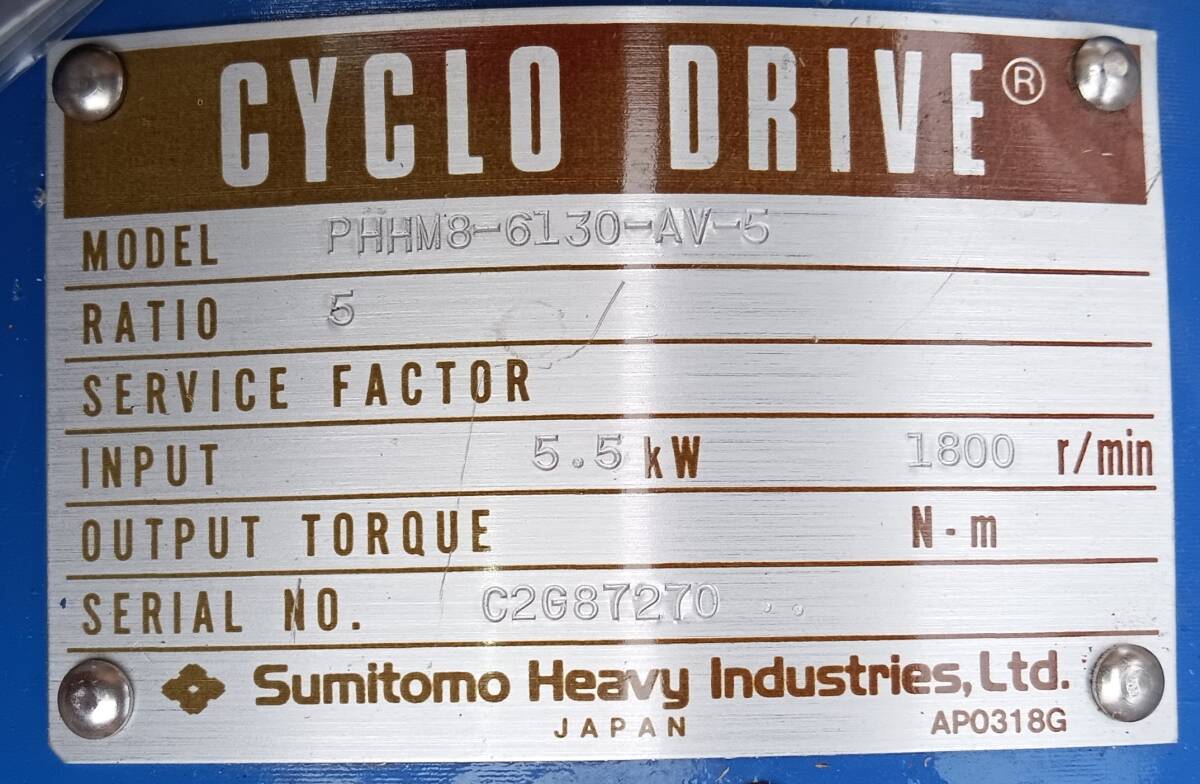 CYCLO DRIVE®
MODEL PHHM8-6130-AV-5
RATIO 5
SERVICE FACTOR
INPUT 5.5 kW 1800 r/min
OUTPUT TORQUE N·m
SERIAL NO. C2G87270 ..
Sumitomo Heavy Industries, Ltd.
JAPAN AP0318G